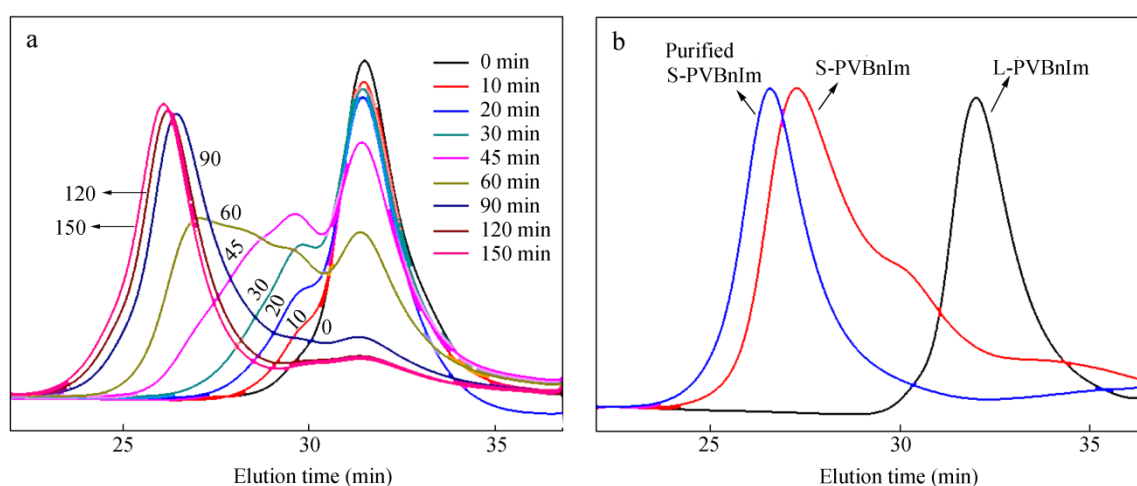 a
0 min
10 min
20 min
30 min
45 min
60 min
90 min
120 min
150 min
90
120
150
60
45
30
20
10
0
25
30
35
Elution time (min)
b
Purified
S-PVBnIm
S-PVBnIm
L-PVBnIm
25
30
35
Elution time (min)